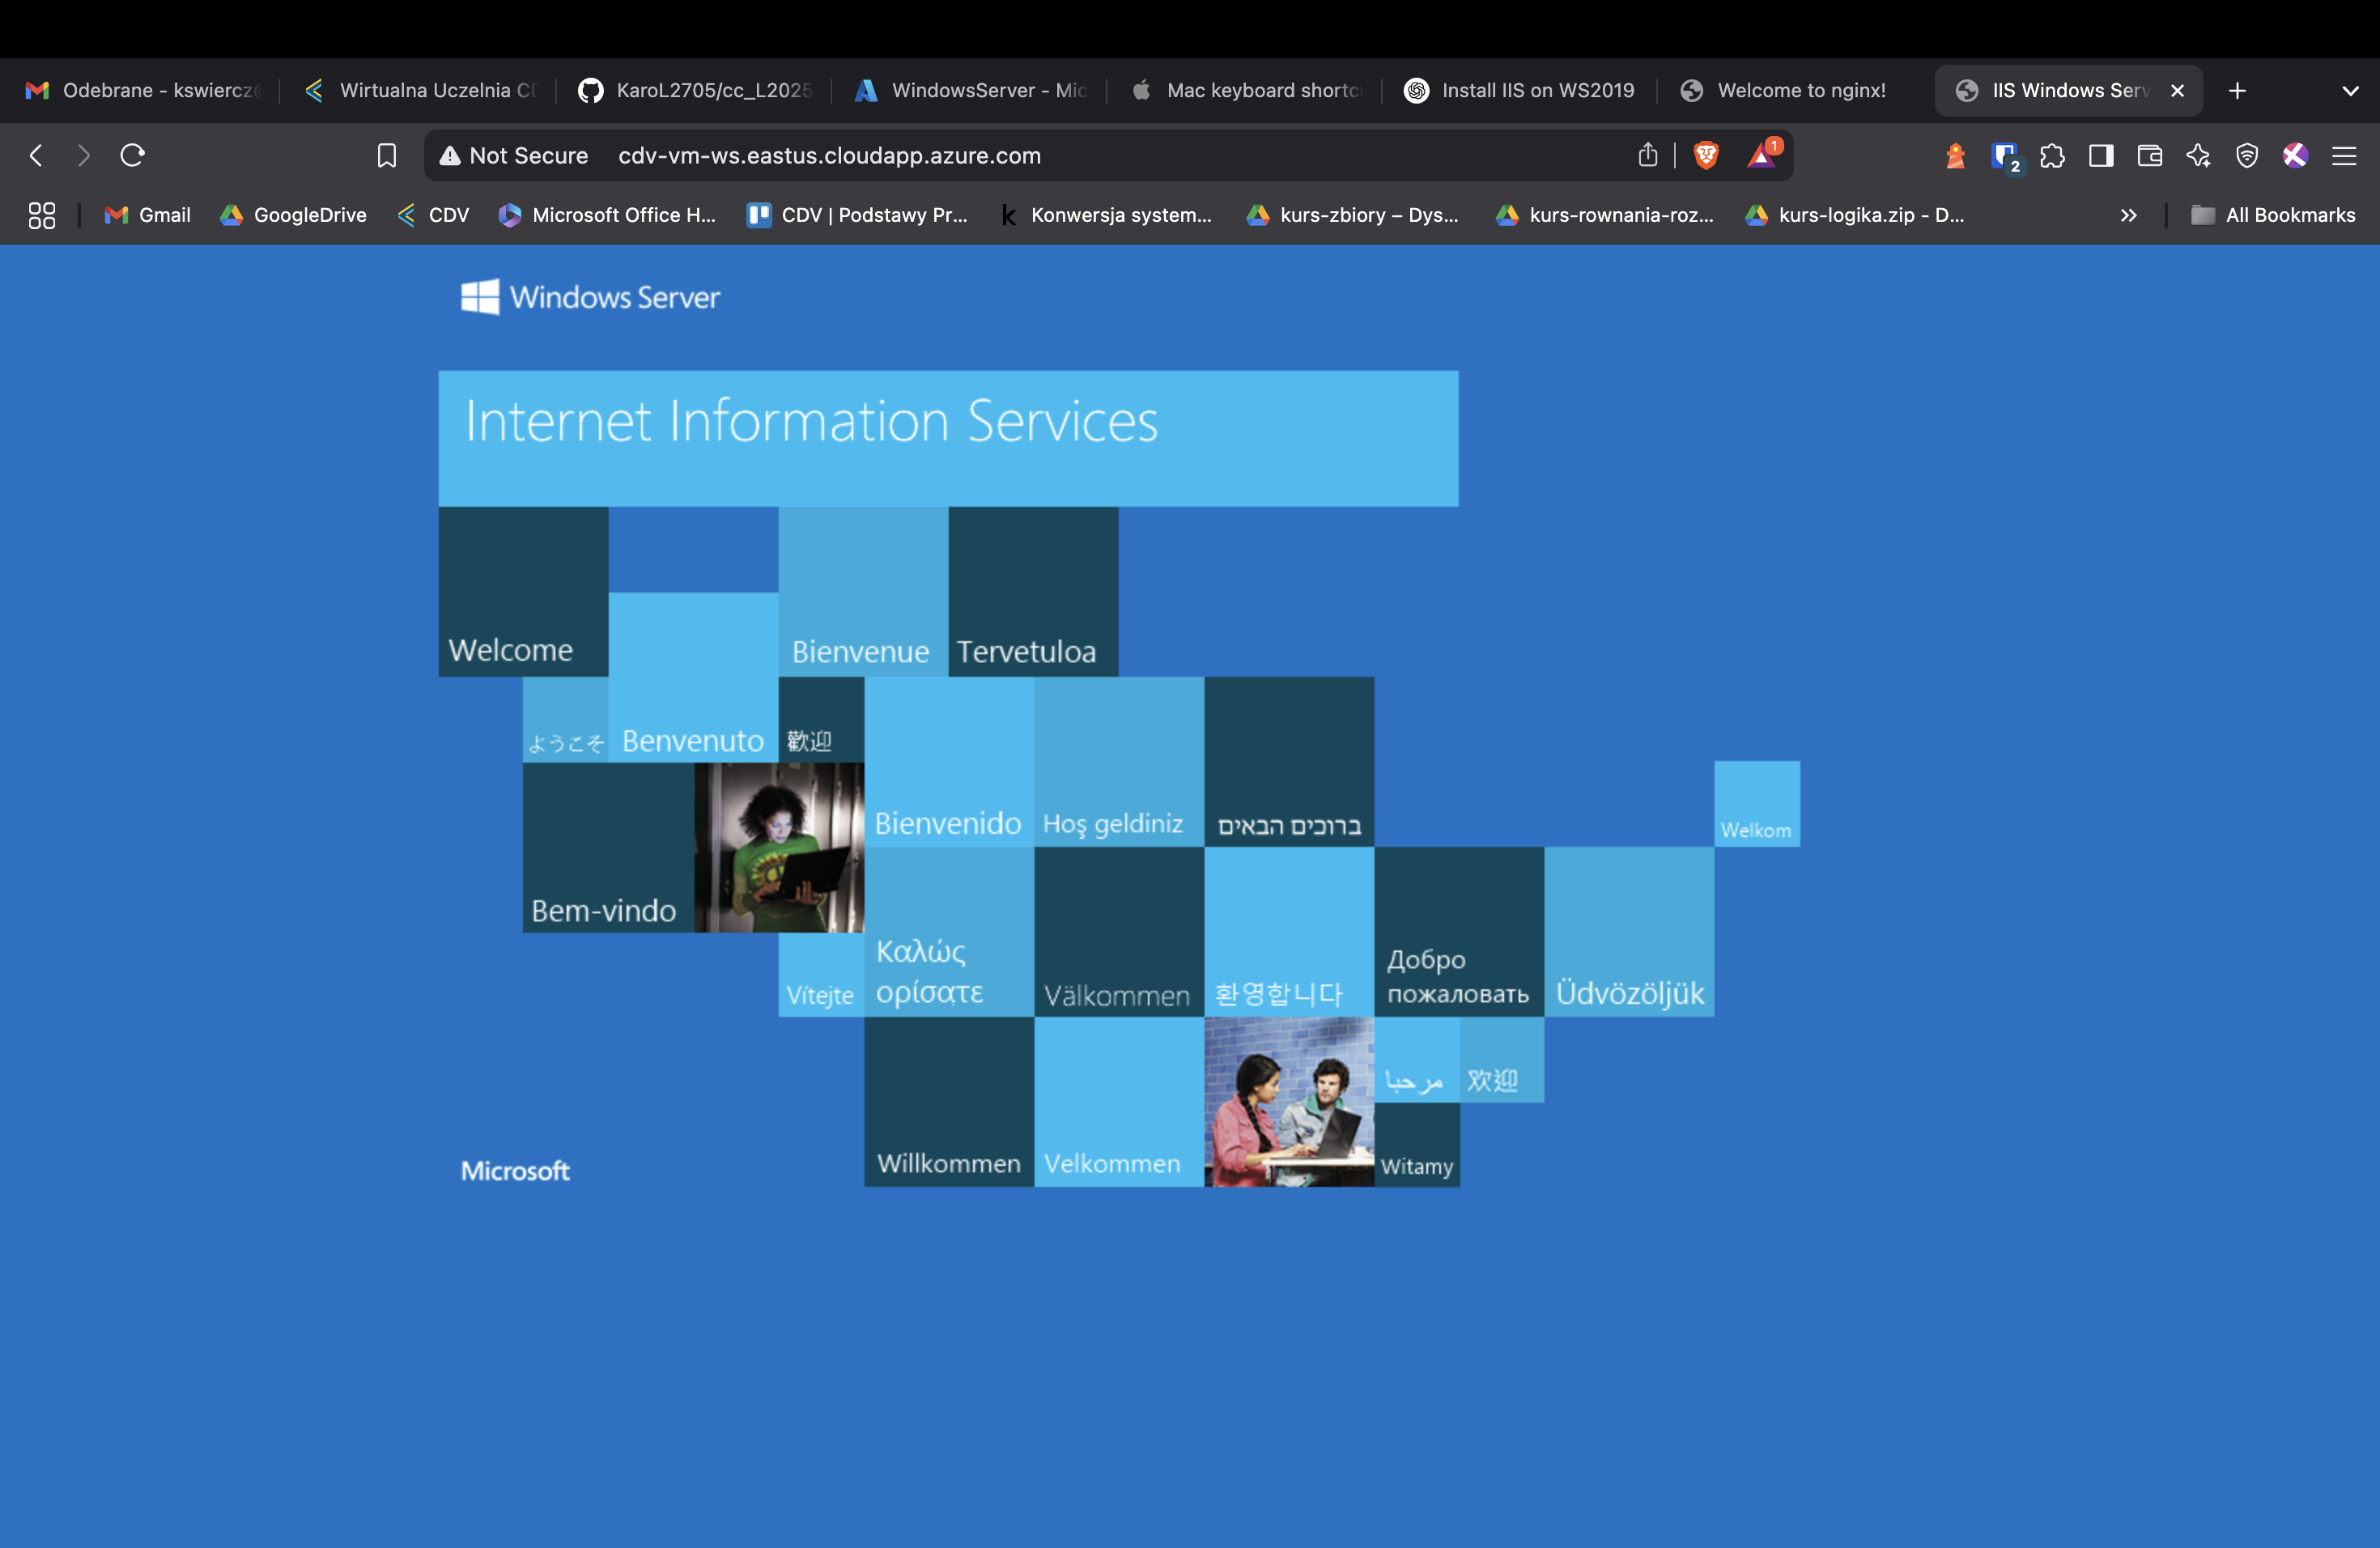 Odebrane - kswiercz
Wirtualna Uczelnia CD
KaroL2705/cc_L2025
WindowsServer - Mic
Mac keyboard shortc
Install IIS on WS2019
Welcome to nginx!
IIS Windows Serv
Not Secure
cdv-vm-ws.eastus.cloudapp.azure.com
1
2
Gmail
GoogleDrive
CDV
Microsoft Office H...
CDV | Podstawy Pr...
k
Konwersja system...
kurs-zbiory – Dys...
kurs-rownania-roz...
kurs-logika.zip - D...
All Bookmarks
Windows Server
Internet Information Services
Welcome
Bienvenue
Tervetuloa
ようこそ
Benvenuto
歡迎
Bienvenido
Hoş geldiniz
ברוכים הבאים
Welkom
Bem-vindo
Vítejte
Καλώς
ορίσατε
Välkommen
환영합니다
Добро
пожаловать
Üdvözöljük
مرحبا
欢迎
Willkommen
Velkommen
Witamy
Microsoft